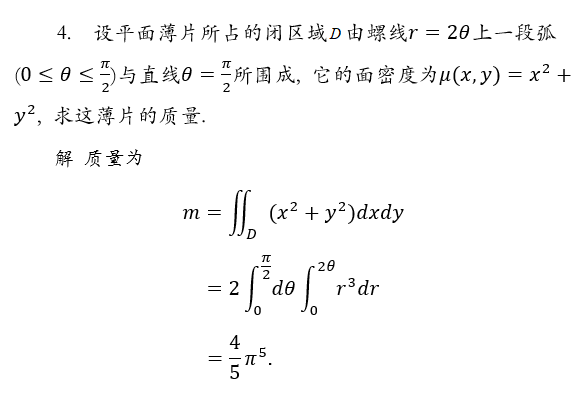 4. 设平面薄片所占的闭区域D由螺线r = 2θ上一段弧
(0 ≤ θ ≤ π/2)与直线θ = π/2所围成, 它的面密度为μ(x, y) = x² +
y², 求这薄片的质量.
解 质量为
m = ∬_D (x² + y²)dxdy
= 2 ∫_0^{π/2} dθ ∫_0^{2θ} r³dr
= 4/5 π⁵.